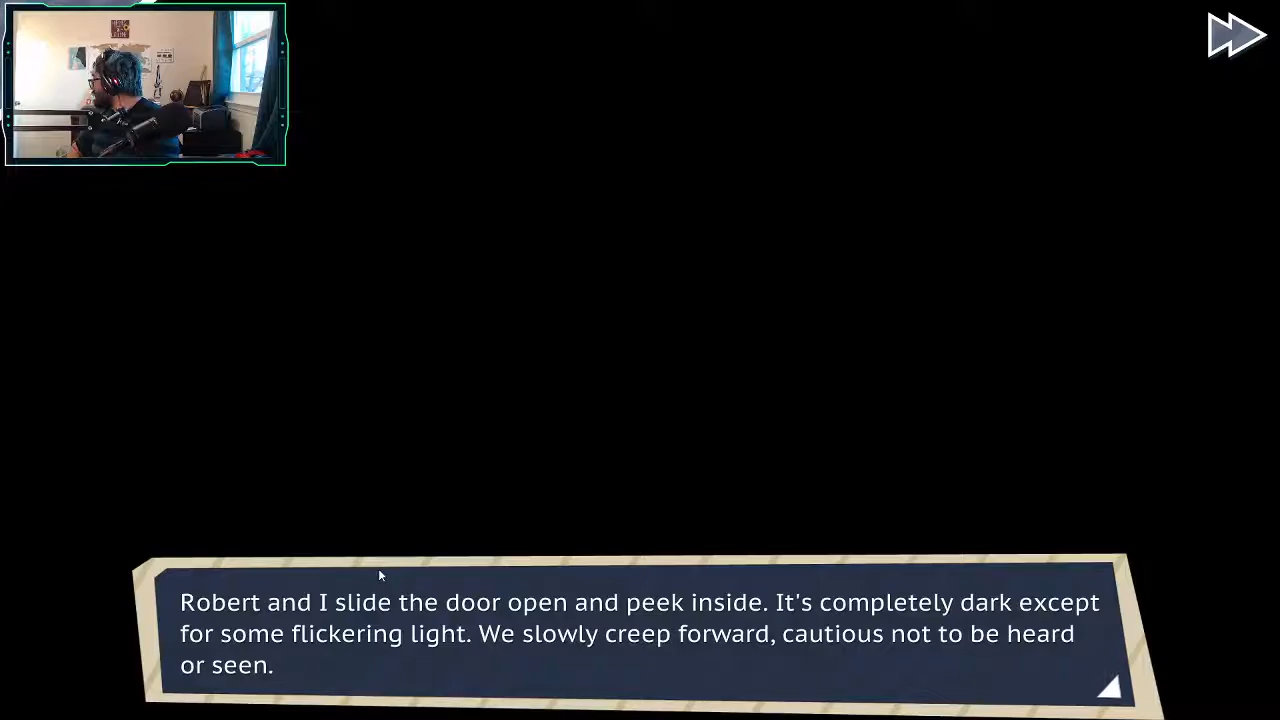 Robert and I slide the door open and peek inside. It's completely dark except
for some flickering light. We slowly creep forward, cautious not to be heard
or seen.